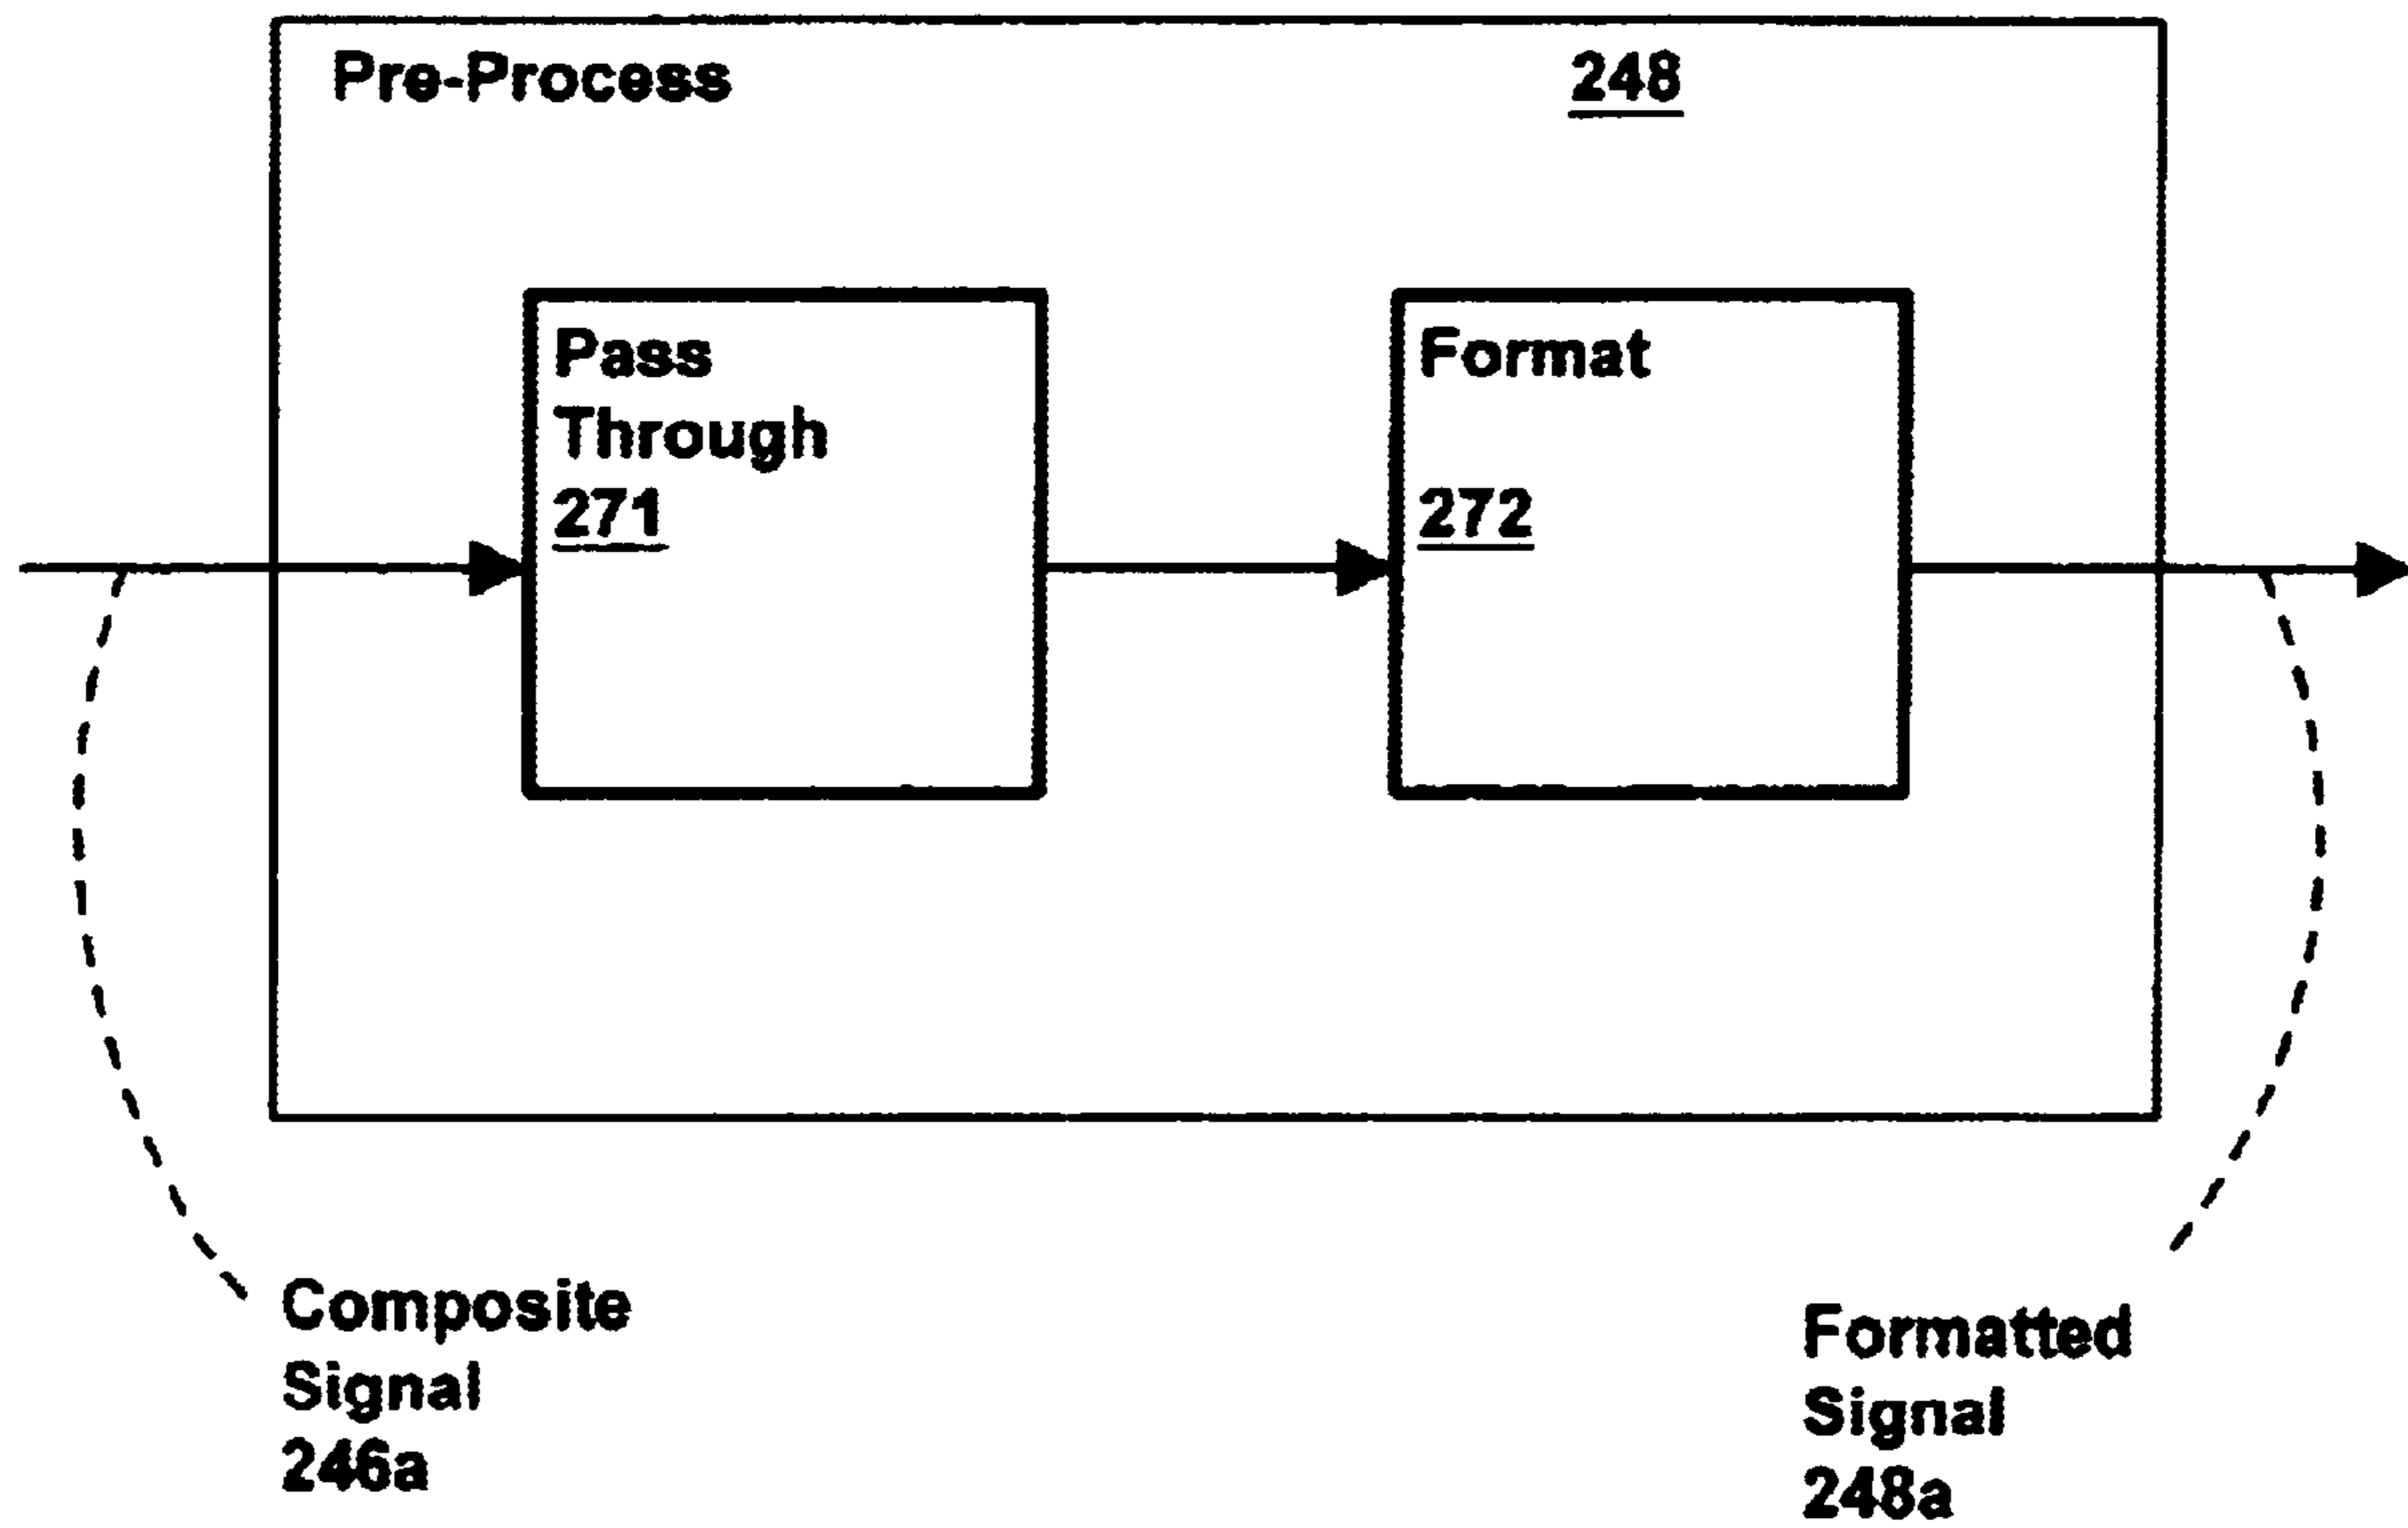 Pre-Process
248
Pass
Through
271
Format
272
Composite
Signal
246a
Formatted
Signal
248a